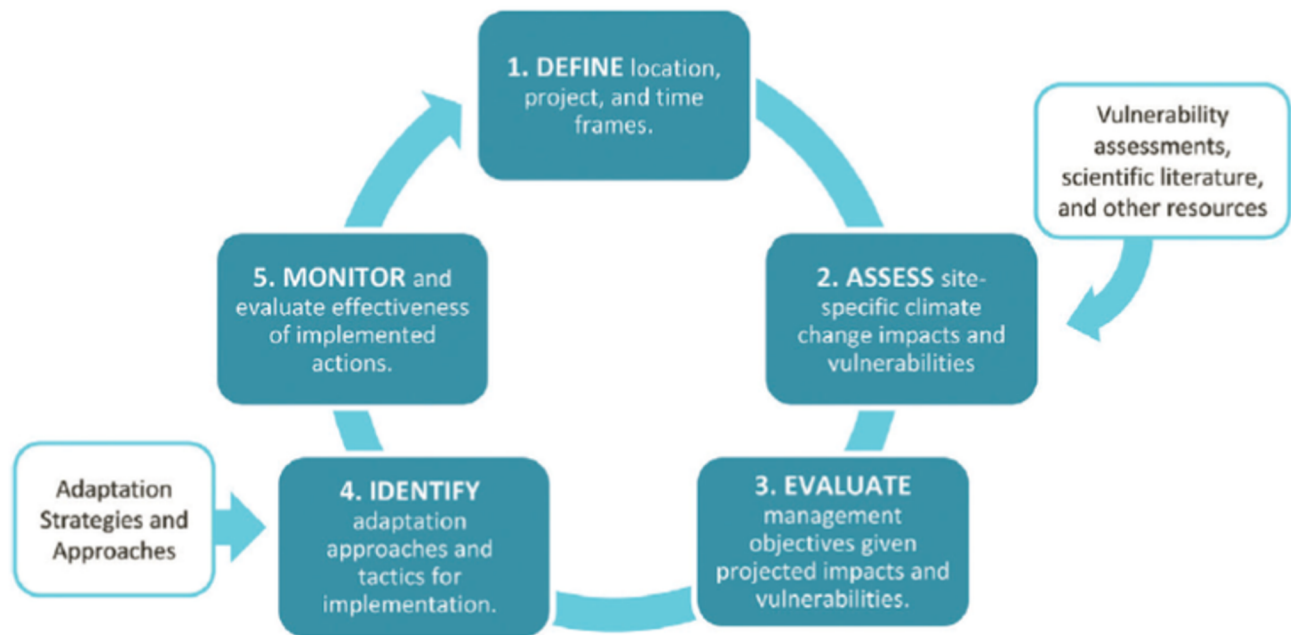 1. DEFINE location,
project, and time
frames.
Vulnerability
assessments,
scientific literature,
and other resources
2. ASSESS site-
specific climate
change impacts and
vulnerabilities
3. EVALUATE
management
objectives given
projected impacts and
vulnerabilities.
4. IDENTIFY
adaptation
approaches and
tactics for
implementation.
Adaptation
Strategies and
Approaches
5. MONITOR and
evaluate effectiveness
of implemented
actions.